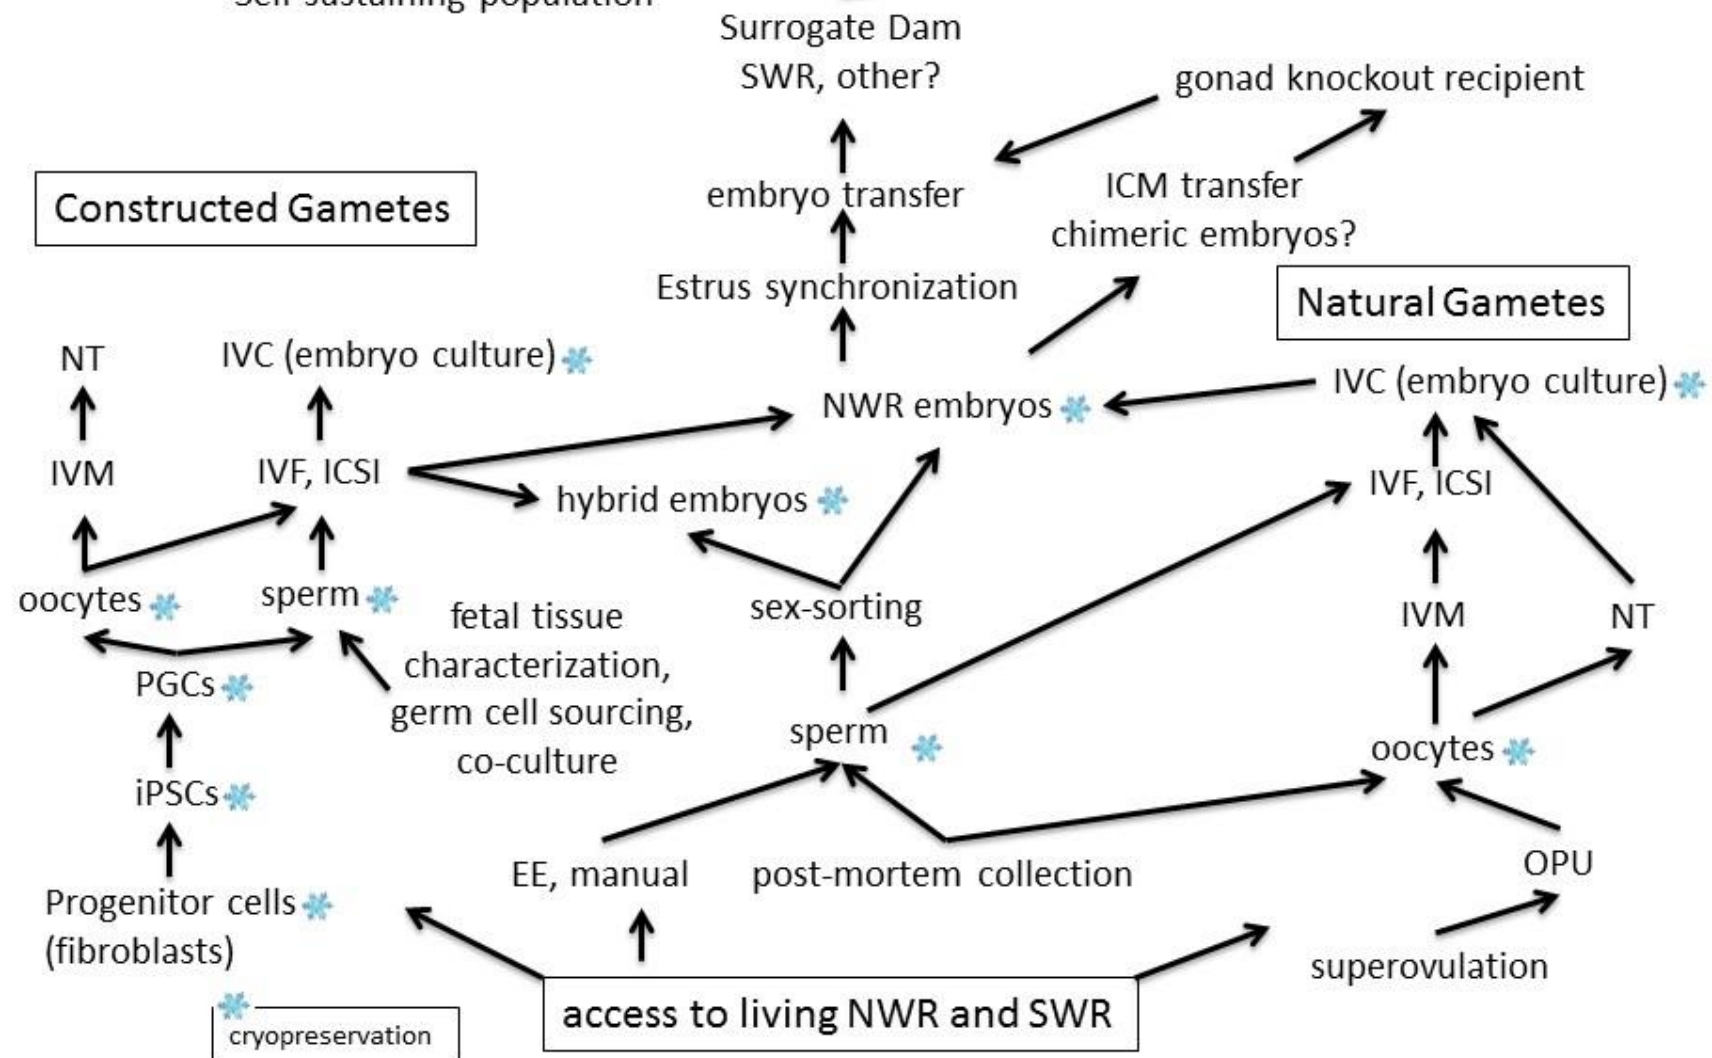 Self-sustaining population
Surrogate Dam
SWR, other?
gonad knockout recipient
embryo transfer
ICM transfer
chimeric embryos?
Constructed Gametes
Estrus synchronization
Natural Gametes
NT
IVC (embryo culture)
IVC (embryo culture)
NWR embryos
IVM
IVF, ICSI
hybrid embryos
IVF, ICSI
oocytes
sperm
fetal tissue
characterization,
germ cell sourcing,
co-culture
sex-sorting
IVM
NT
PGCs
sperm
oocytes
iPSCs
EE, manual
post-mortem collection
OPU
Progenitor cells
(fibroblasts)
superovulation
access to living NWR and SWR
cryopreservation